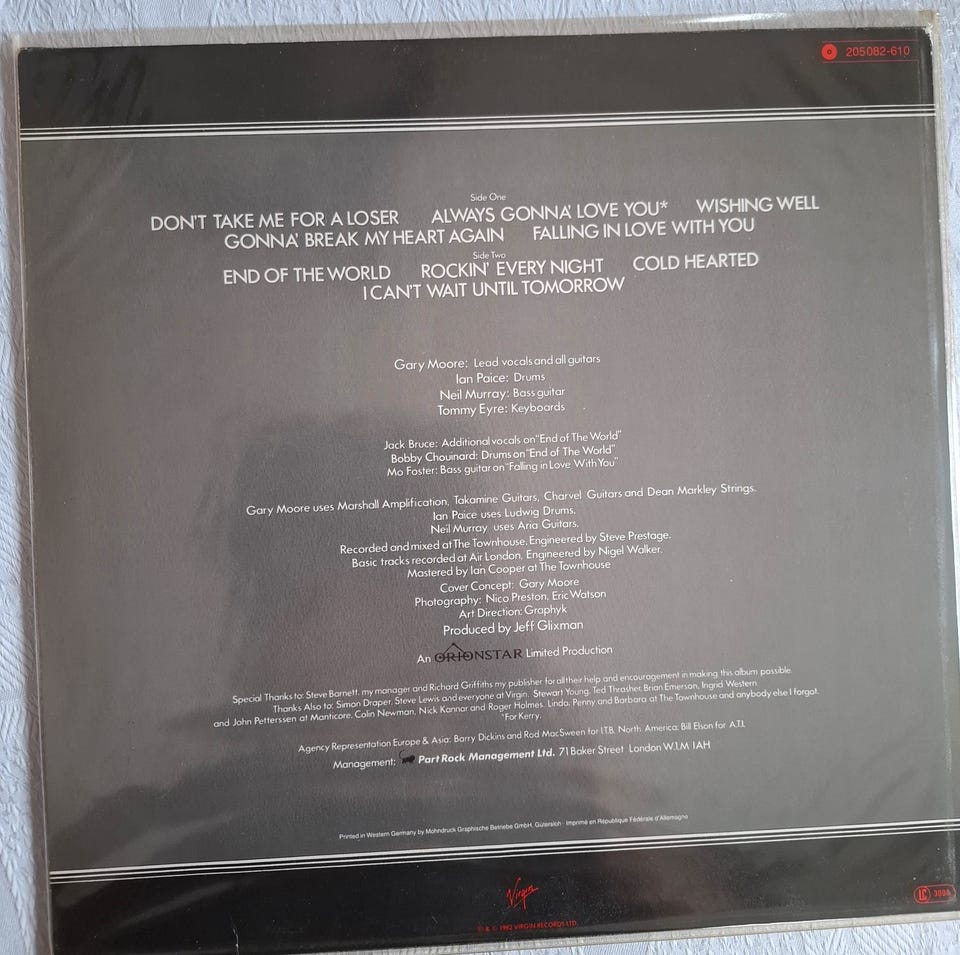 205 082-610
Side One
DON'T TAKE ME FOR A LOSER ALWAYS GONNA' LOVE YOU* WISHING WELL
GONNA' BREAK MY HEART AGAIN FALLING IN LOVE WITH YOU
Side Two
END OF THE WORLD ROCKIN' EVERY NIGHT COLD HEARTED
I CAN'T WAIT UNTIL TOMORROW
Gary Moore: Lead vocals and all guitars
Ian Paice: Drums
Neil Murray: Bass guitar
Tommy Eyre: Keyboards
Jack Bruce: Additional vocals on "End of The World"
Bobby Chouinard: Drums on "End of The World"
Mo Foster: Bass guitar on "Falling in Love With You"
Gary Moore uses Marshall Amplification, Takamine Guitars, Charvel Guitars and Dean Markley Strings.
Ian Paice uses Ludwig Drums.
Neil Murray uses Aria Guitars.
Recorded and mixed at The Townhouse. Engineered by Steve Prestage.
Basic tracks recorded at Air London. Engineered by Nigel Walker.
Mastered by Ian Cooper at The Townhouse
Cover Concept: Gary Moore
Photography: Nico Preston, Eric Watson
Art Direction: Graphyk
Produced by Jeff Glixman
An ORIONSTAR Limited Production
Special Thanks to: Steve Barnett, my manager and Richard Griffiths my publisher for all their help and encouragement in making this album possible.
Thanks Also to: Simon Draper, Steve Lewis and everyone at Virgin. Stewart Young, Ted Thrasher, Brian Emerson, Ingrid Western
and John Petterssen at Manticore. Colin Newman, Nick Kannar and Roger Holmes. Linda, Penny and Barbara at The Townhouse and anybody else I forgot.
*For Kerry.
Agency Representation Europe & Asia: Barry Dickins and Rod MacSween for I.T.B. North America: Bill Elson for A.T.I.
Management: Part Rock Management Ltd. 71 Baker Street London W.1.M 1AH
Printed in Western Germany by Mohndruck Graphische Betriebe GmbH, Gütersloh · Imprimé en République Fédérale d'Allemagne
Virgin
℗ & © 1982 VIRGIN RECORDS LTD.
LC 3098